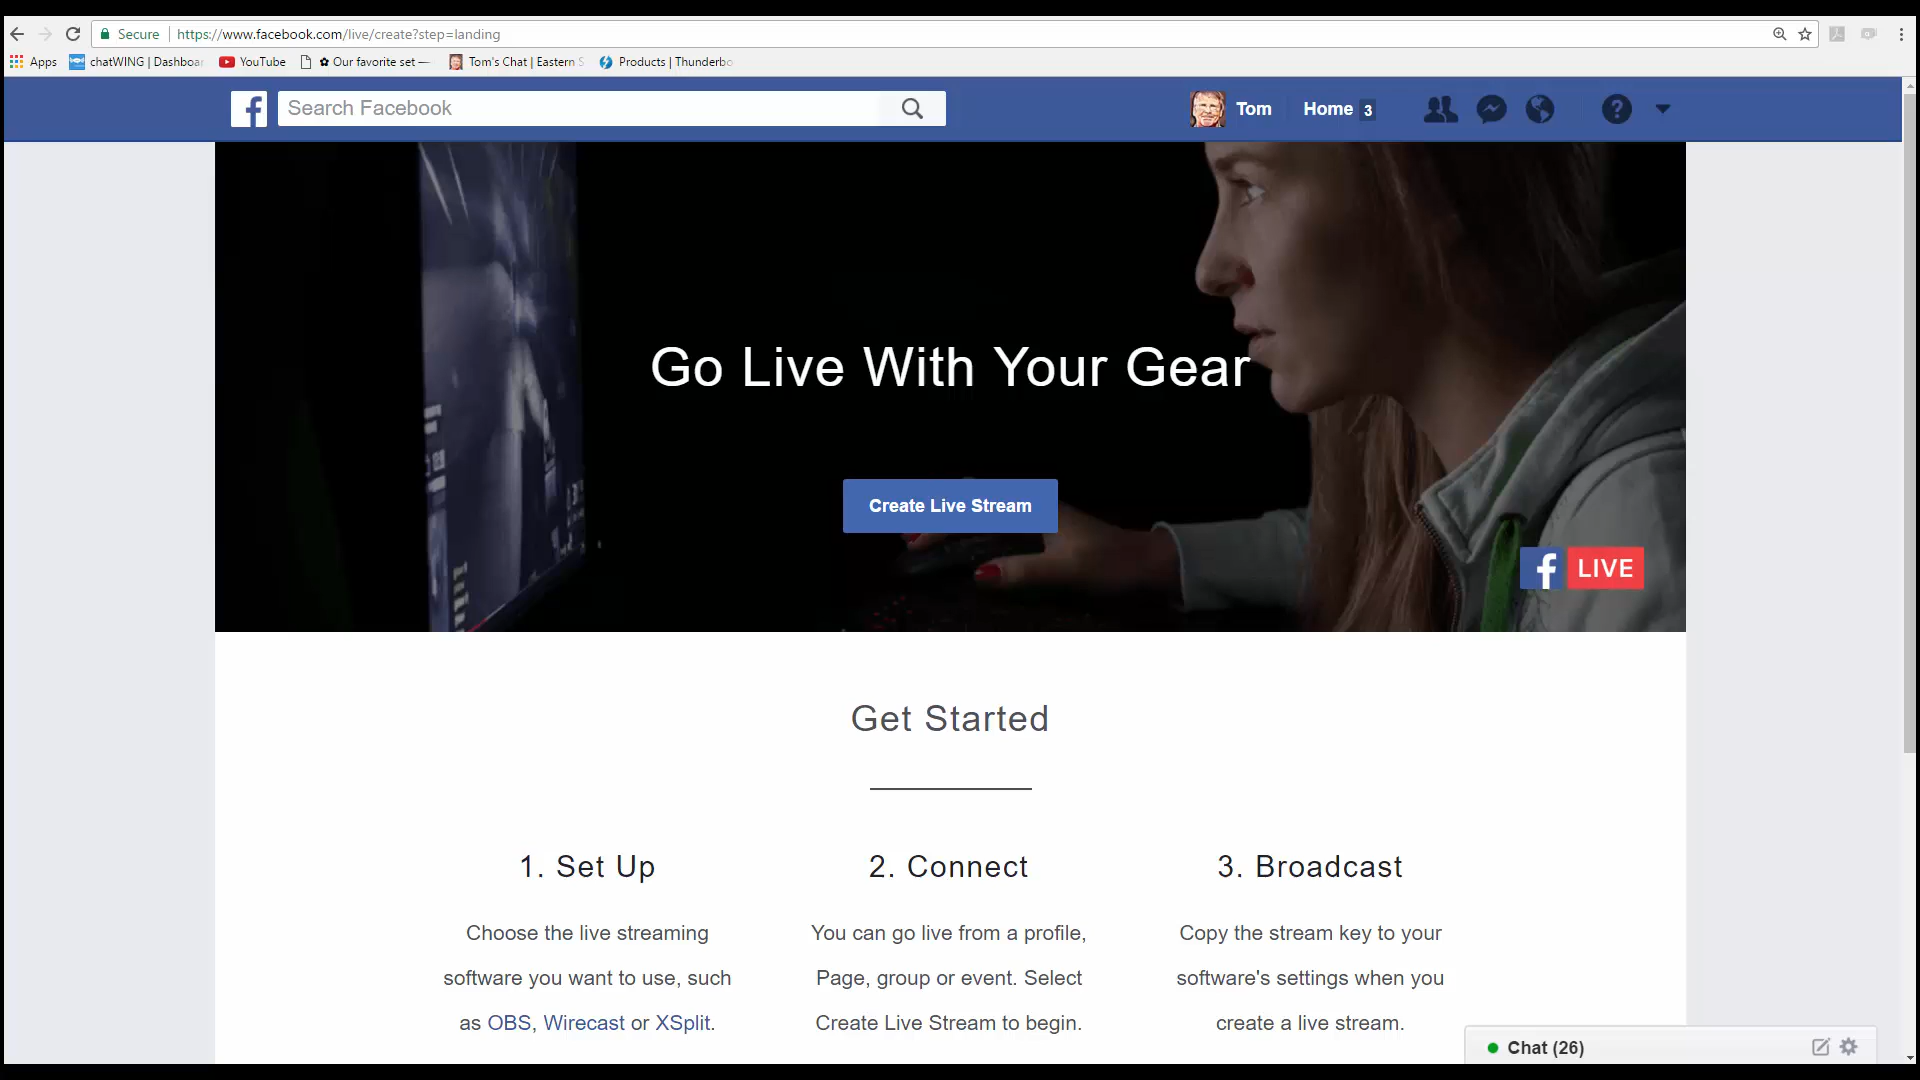 Secure https://www.facebook.com/live/create?step=landing
Apps chatWING | Dashboar YouTube ✿ Our favorite set — Tom's Chat | Eastern S Products | Thunderbo
f Search Facebook Tom Home 3
Go Live With Your Gear
Create Live Stream
f LIVE
Get Started
1. Set Up
Choose the live streaming
software you want to use, such
as OBS, Wirecast or XSplit.
2. Connect
You can go live from a profile,
Page, group or event. Select
Create Live Stream to begin.
3. Broadcast
Copy the stream key to your
software's settings when you
create a live stream.
Chat (26)